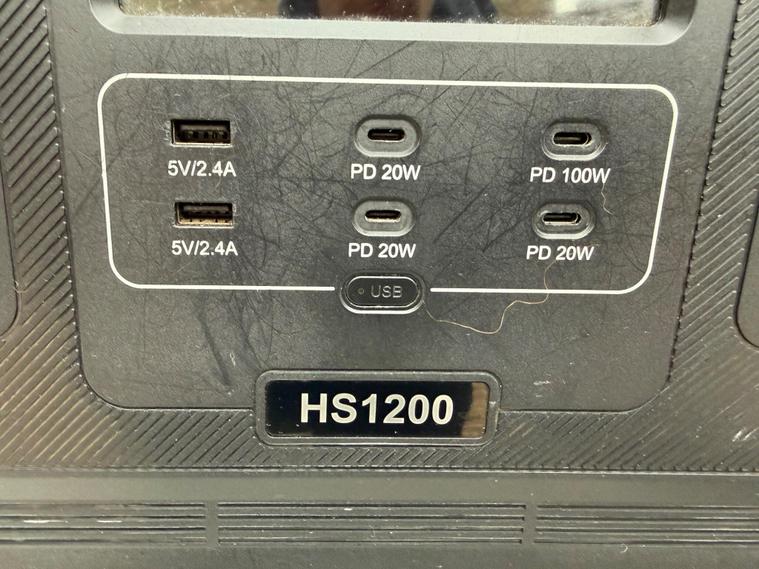 5V/2.4A PD 20W PD 100W
5V/2.4A PD 20W PD 20W
USB
HS1200